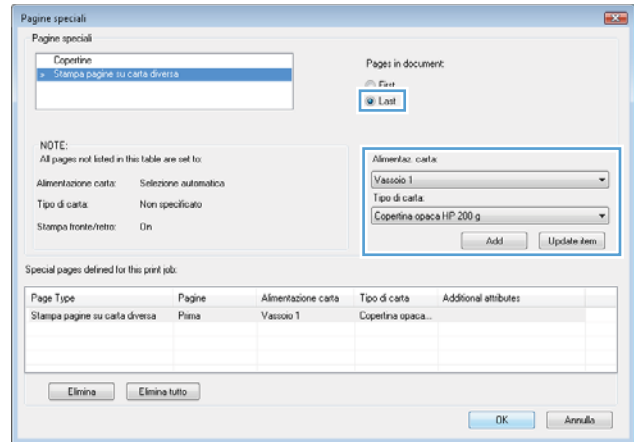 Pagine speciali
Pagine speciali
Copertine
» Stampa pagine su carta diversa
Pages in document:
First
Last
NOTE:
All pages not listed in this table are set to:
Alimentazione carta: Selezione automatica
Tipo di carta: Non specificato
Stampa fronte/retro: On
Alimentaz. carta:
Vassoio 1
Tipo di carta:
Copertina opaca HP 200 g
Add Update item
Special pages defined for this print job:
Page Type Pagine Alimentazione carta Tipo di carta Additional attributes
Stampa pagine su carta diversa Prima Vassoio 1 Copertina opaca...
Elimina Elimina tutto
OK Annulla